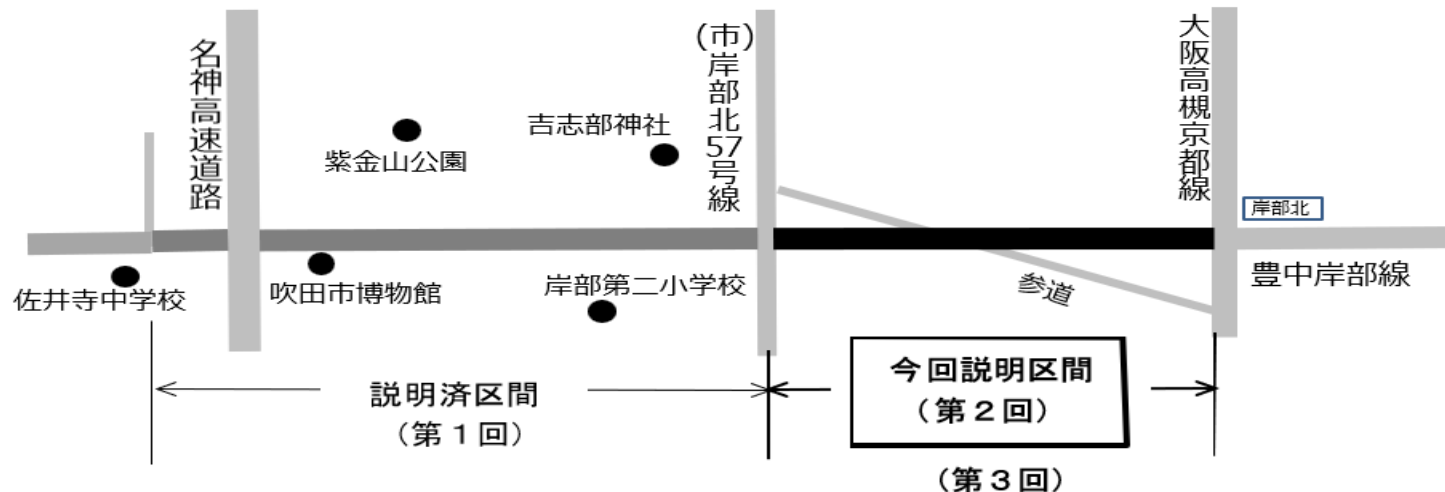 名神高速道路
紫金山公園
吉志部神社
(市)岸部北57号線
大阪高槻京都線
岸部北
佐井寺中学校
吹田市博物館
岸部第二小学校
参道
豊中岸部線
説明済区間
(第1回)
今回説明区間
(第2回)
(第3回)